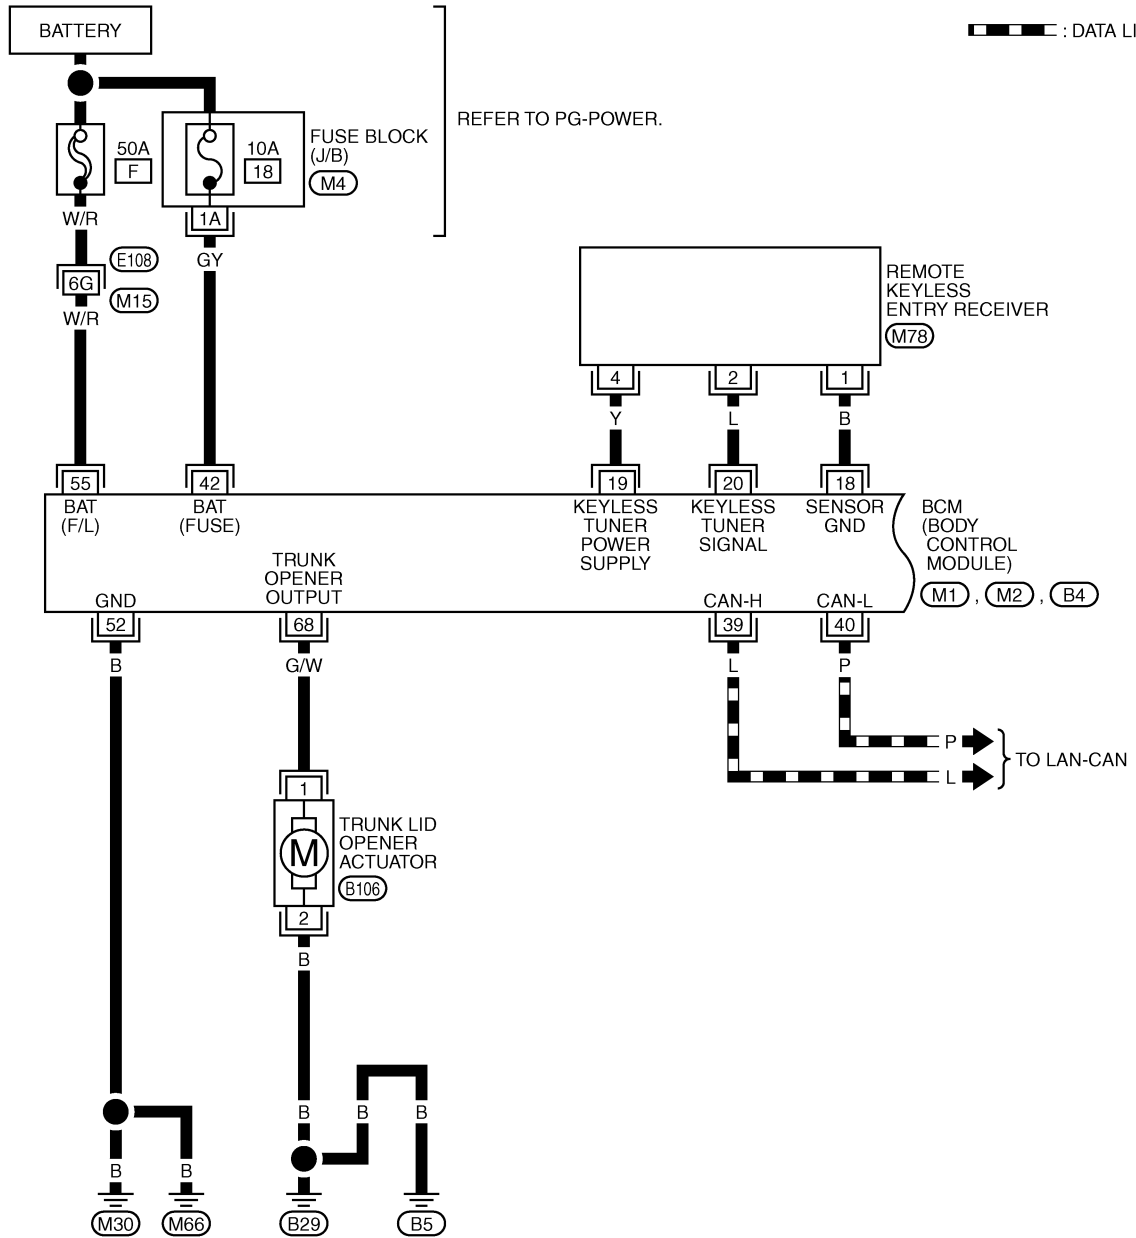 BATTERY
: DATA LI
REFER TO PG-POWER.
50A
F
10A
18
FUSE BLOCK
(J/B)
M4
W/R
1A
GY
E108
6G
M15
W/R
REMOTE
KEYLESS
ENTRY RECEIVER
M78
4
2
1
Y
L
B
55
42
19
20
18
BAT
(F/L)
BAT
(FUSE)
KEYLESS
TUNER
POWER
SUPPLY
KEYLESS
TUNER
SIGNAL
SENSOR
GND
BCM
(BODY
CONTROL
MODULE)
M1 , M2 , B4
GND
TRUNK
OPENER
OUTPUT
CAN-H
CAN-L
52
68
39
40
B
G/W
L
P
P
L
TO LAN-CAN
1
M
TRUNK LID
OPENER
ACTUATOR
B106
2
B
B
B
B
B
B
M30
M66
B29
B5